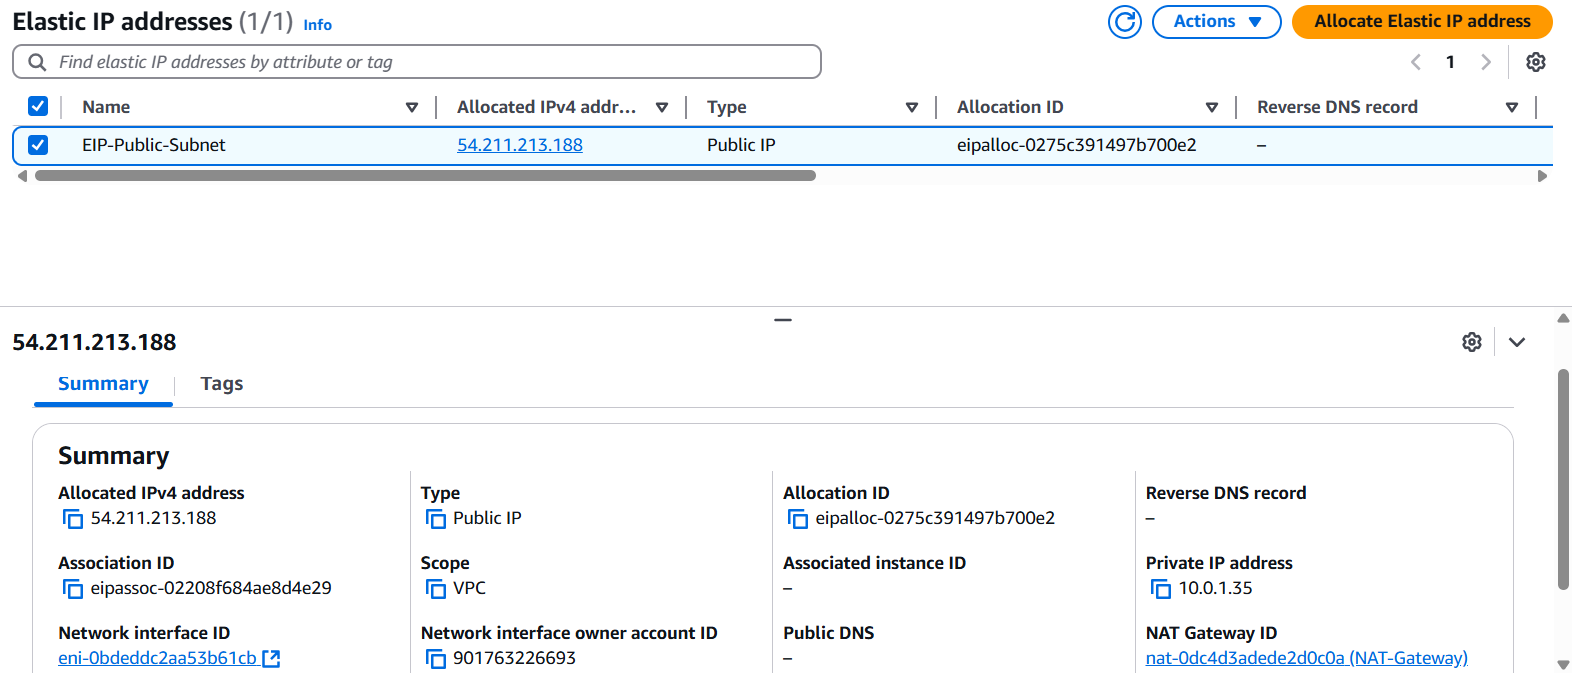 Elastic IP addresses (1/1) Info
Actions
Allocate Elastic IP address
Find elastic IP addresses by attribute or tag
1
Name Allocated IPv4 addr... Type Allocation ID Reverse DNS record
EIP-Public-Subnet 54.211.213.188 Public IP eipalloc-0275c391497b700e2 –
54.211.213.188
Summary Tags
Summary
Allocated IPv4 address Type Allocation ID Reverse DNS record
54.211.213.188 Public IP eipalloc-0275c391497b700e2 –
Association ID Scope Associated instance ID Private IP address
eipassoc-02208f684ae8d4e29 VPC – 10.0.1.35
Network interface ID Network interface owner account ID Public DNS NAT Gateway ID
eni-0bdeddc2aa53b61cb 901763226693 – nat-0dc4d3adede2d0c0a (NAT-Gateway)